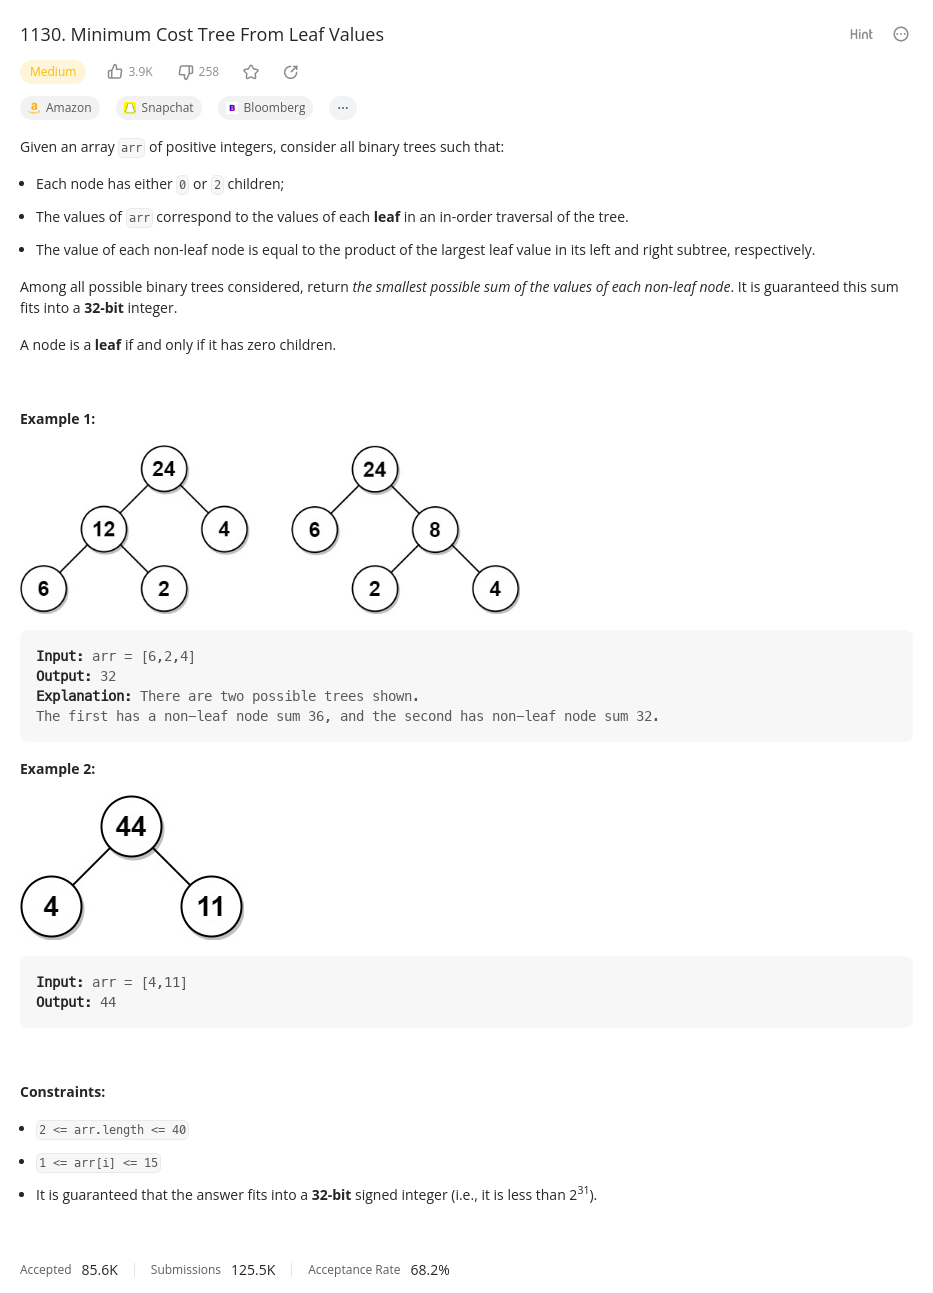 1130. Minimum Cost Tree From Leaf Values
Hint
Medium 3.9K 258
Amazon Snapchat Bloomberg ...
Given an array arr of positive integers, consider all binary trees such that:
• Each node has either 0 or 2 children;
• The values of arr correspond to the values of each leaf in an in-order traversal of the tree.
• The value of each non-leaf node is equal to the product of the largest leaf value in its left and right subtree, respectively.
Among all possible binary trees considered, return the smallest possible sum of the values of each non-leaf node. It is guaranteed this sum
fits into a 32-bit integer.
A node is a leaf if and only if it has zero children.
Example 1:
24 24
12 4 6 8
6 2 2 4
Input: arr = [6,2,4]
Output: 32
Explanation: There are two possible trees shown.
The first has a non-leaf node sum 36, and the second has non-leaf node sum 32.
Example 2:
44
4 11
Input: arr = [4,11]
Output: 44
Constraints:
• 2 <= arr.length <= 40
• 1 <= arr[i] <= 15
• It is guaranteed that the answer fits into a 32-bit signed integer (i.e., it is less than 2^31).
Accepted 85.6K Submissions 125.5K Acceptance Rate 68.2%